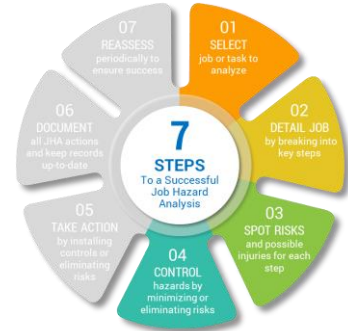 7
STEPS
To a Successful
Job Hazard
Analysis
01
SELECT
job or task to
analyze
02
DETAIL JOB
by breaking into
key steps
03
SPOT RISKS
and possible
injuries for each
step
04
CONTROL
hazards by
minimizing or
eliminating risks
05
TAKE ACTION
by installing
controls or
eliminating
risks
06
DOCUMENT
all JHA actions
and keep records
up-to-date
07
REASSESS
periodically to
ensure success